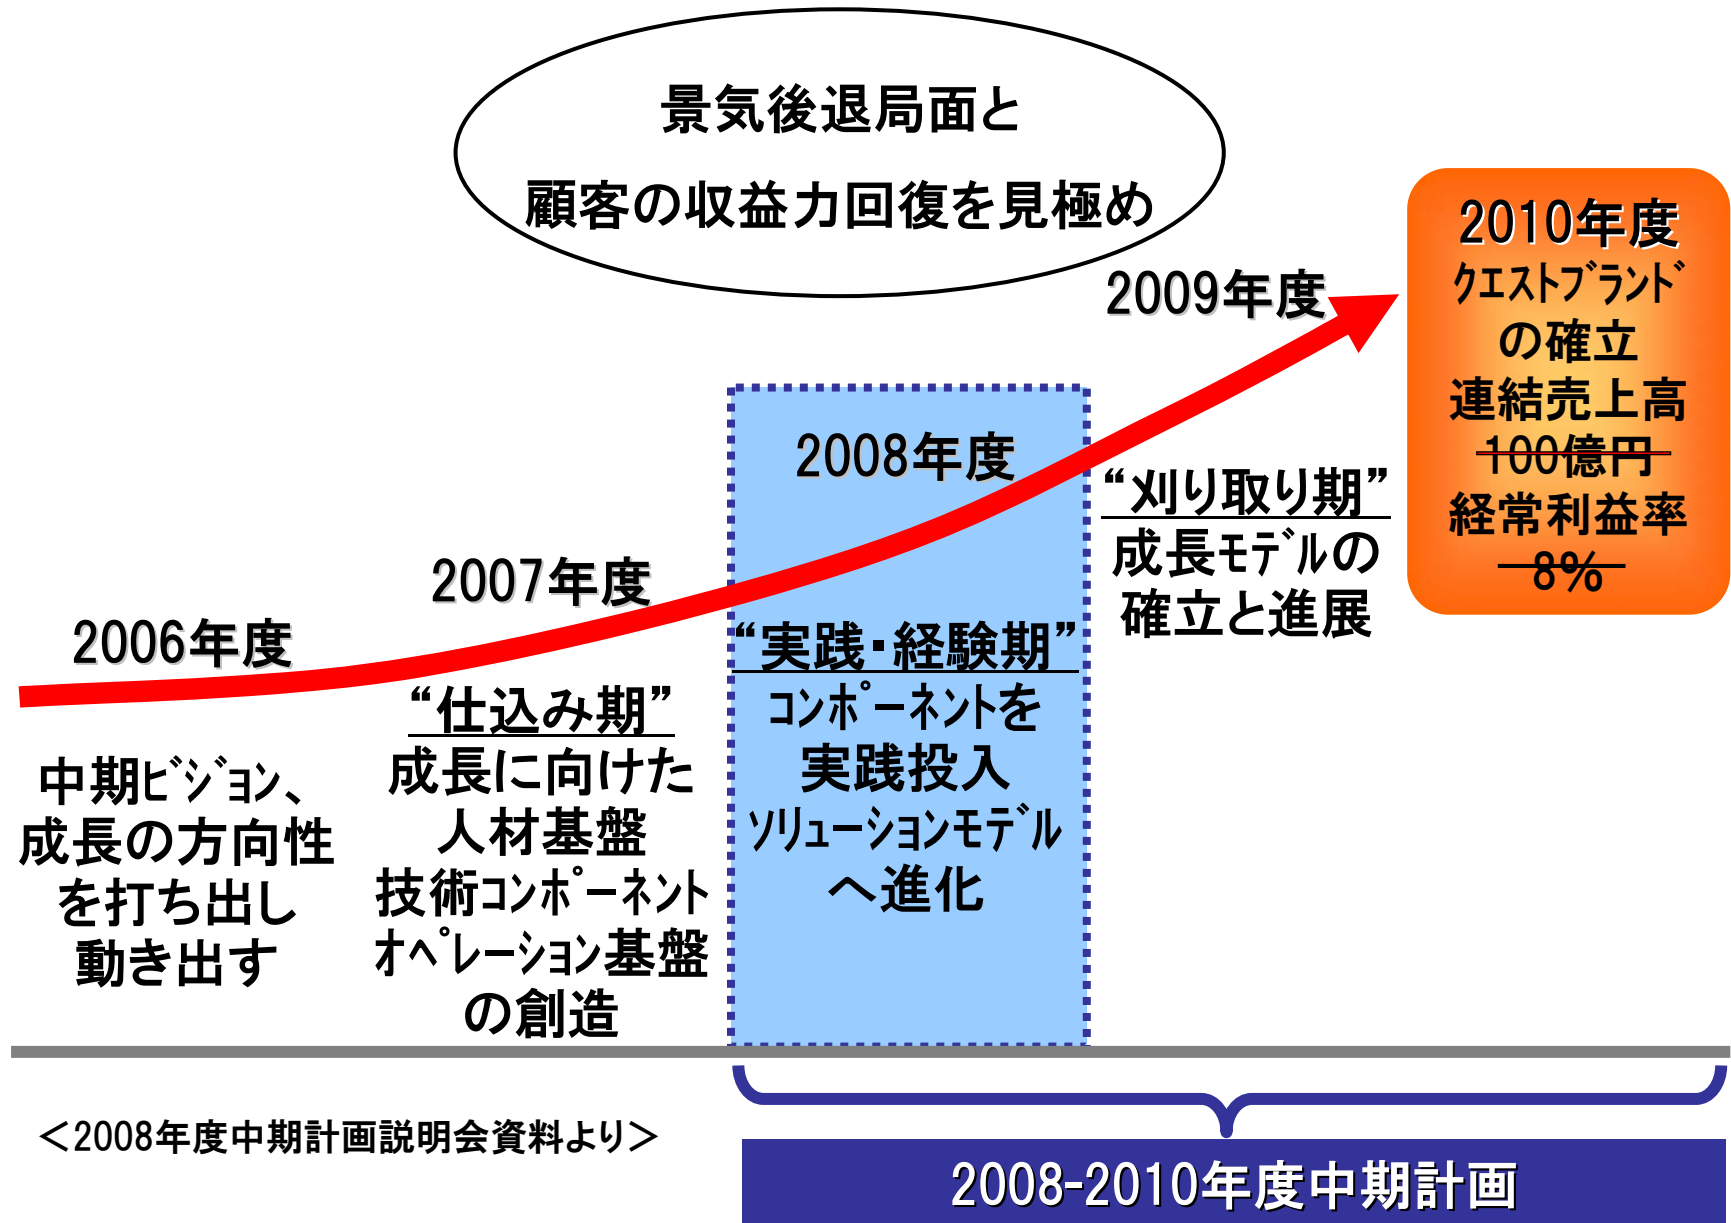 景気後退局面と
顧客の収益力回復を見極め
2010年度
ｸエストブランド
の確立
連結売上高
100億円
経常利益率
8%
2009年度
“刈り取り期”
成長ﾓﾃﾞﾙの
確立と進展
2008年度
“実践・経験期”
ｺﾝﾎﾟｰﾈﾝﾄを
実践投入
ｿﾘｭｰｼｮﾝﾓﾃﾞﾙ
へ進化
2007年度
“仕込み期”
成長に向けた
人材基盤
技術ｺﾝﾎﾟｰﾈﾝﾄ
ｵﾍﾟﾚｰｼｮﾝ基盤
の創造
2006年度
中期ﾋﾞｼﾞｮﾝ、
成長の方向性
を打ち出し
動き出す
＜2008年度中期計画説明会資料より＞
2008-2010年度中期計画